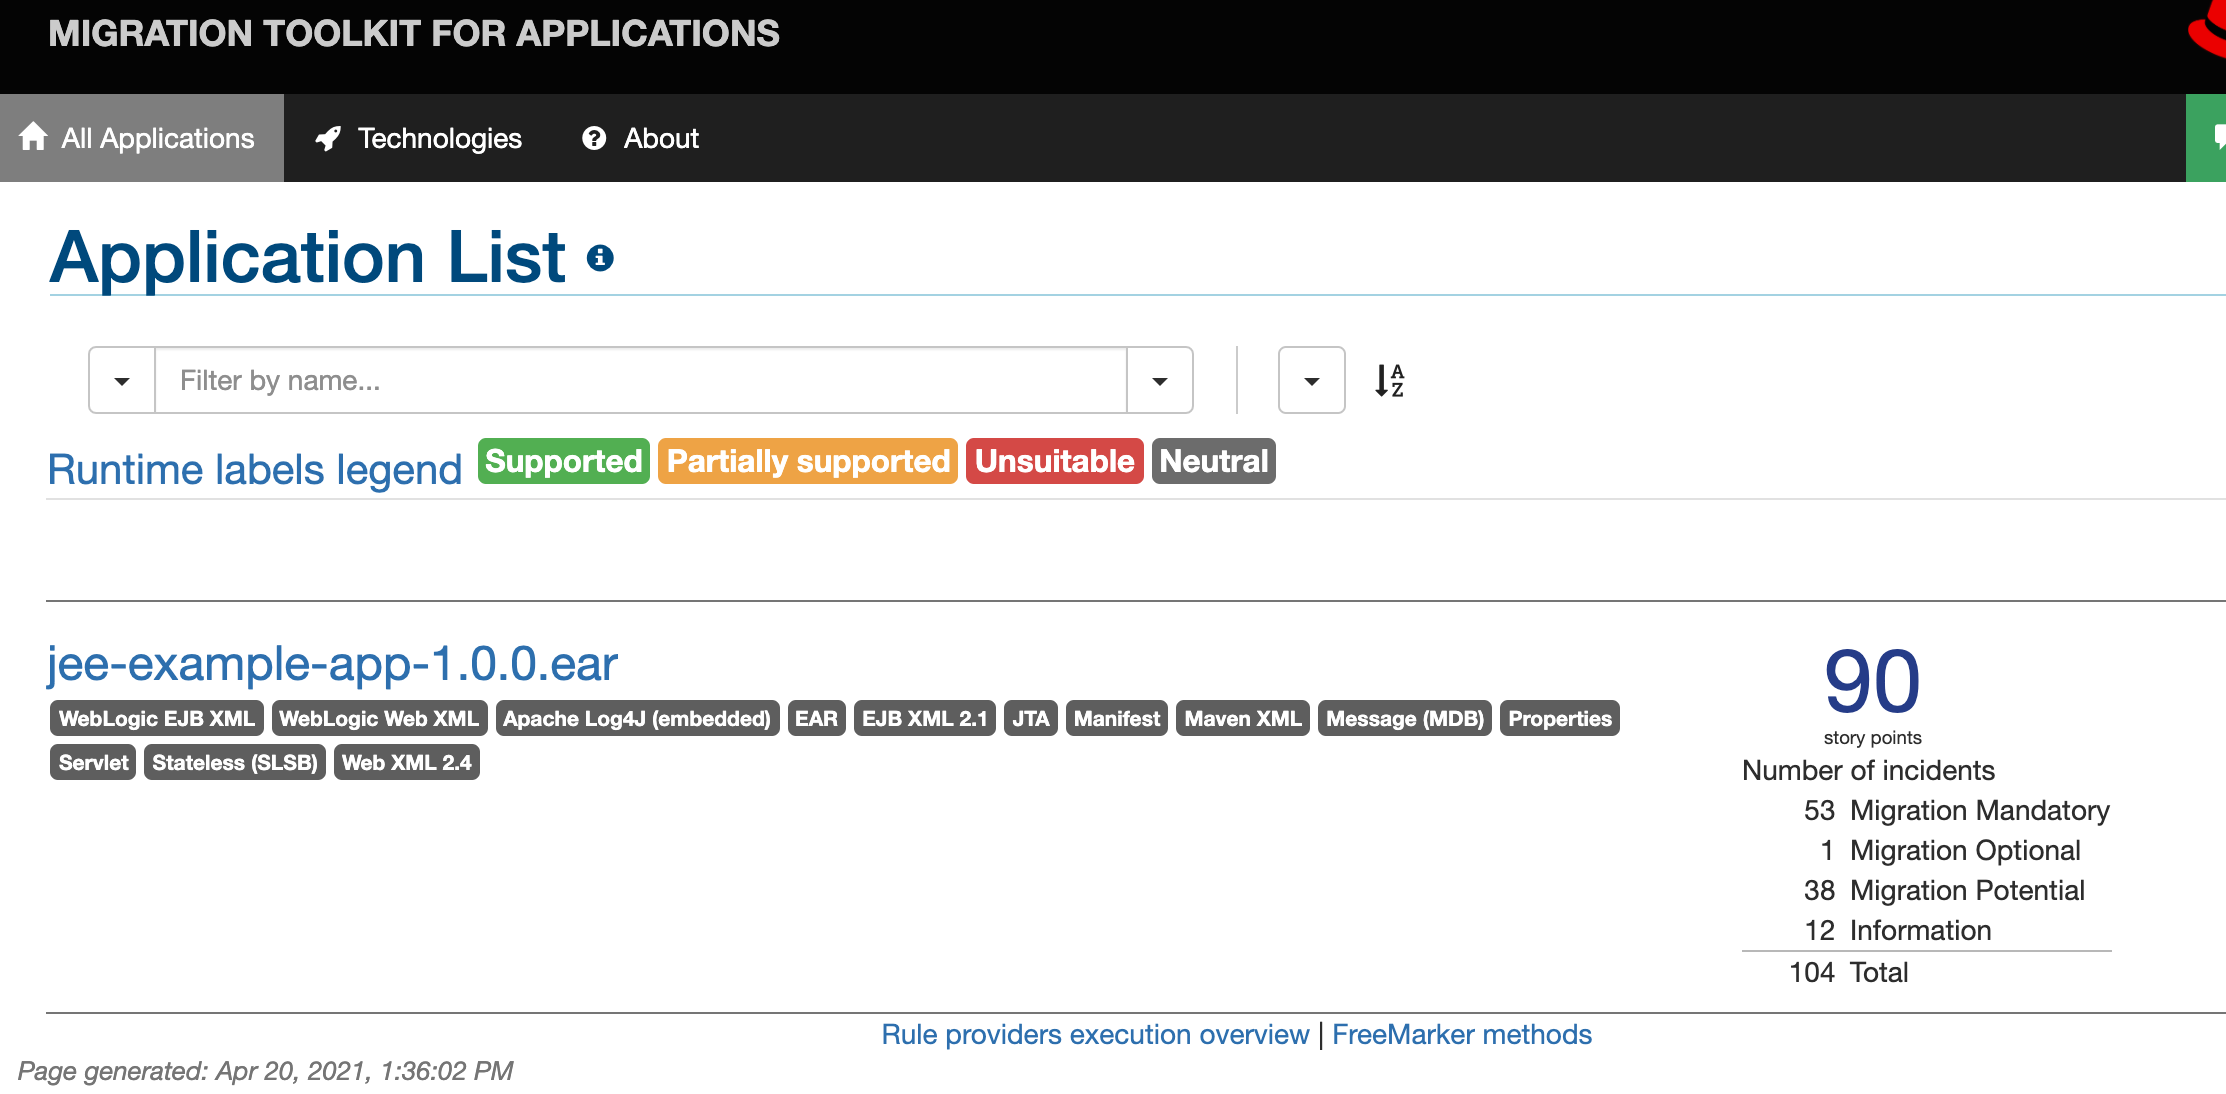 MIGRATION TOOLKIT FOR APPLICATIONS
All Applications Technologies About
Application List
Filter by name...
A
Z
Runtime labels legend Supported Partially supported Unsuitable Neutral
jee-example-app-1.0.0.ear
WebLogic EJB XML WebLogic Web XML Apache Log4J (embedded) EAR EJB XML 2.1 JTA Manifest Maven XML Message (MDB) Properties
Servlet Stateless (SLSB) Web XML 2.4
90
story points
Number of incidents
53 Migration Mandatory
1 Migration Optional
38 Migration Potential
12 Information
104 Total
Rule providers execution overview | FreeMarker methods
Page generated: Apr 20, 2021, 1:36:02 PM